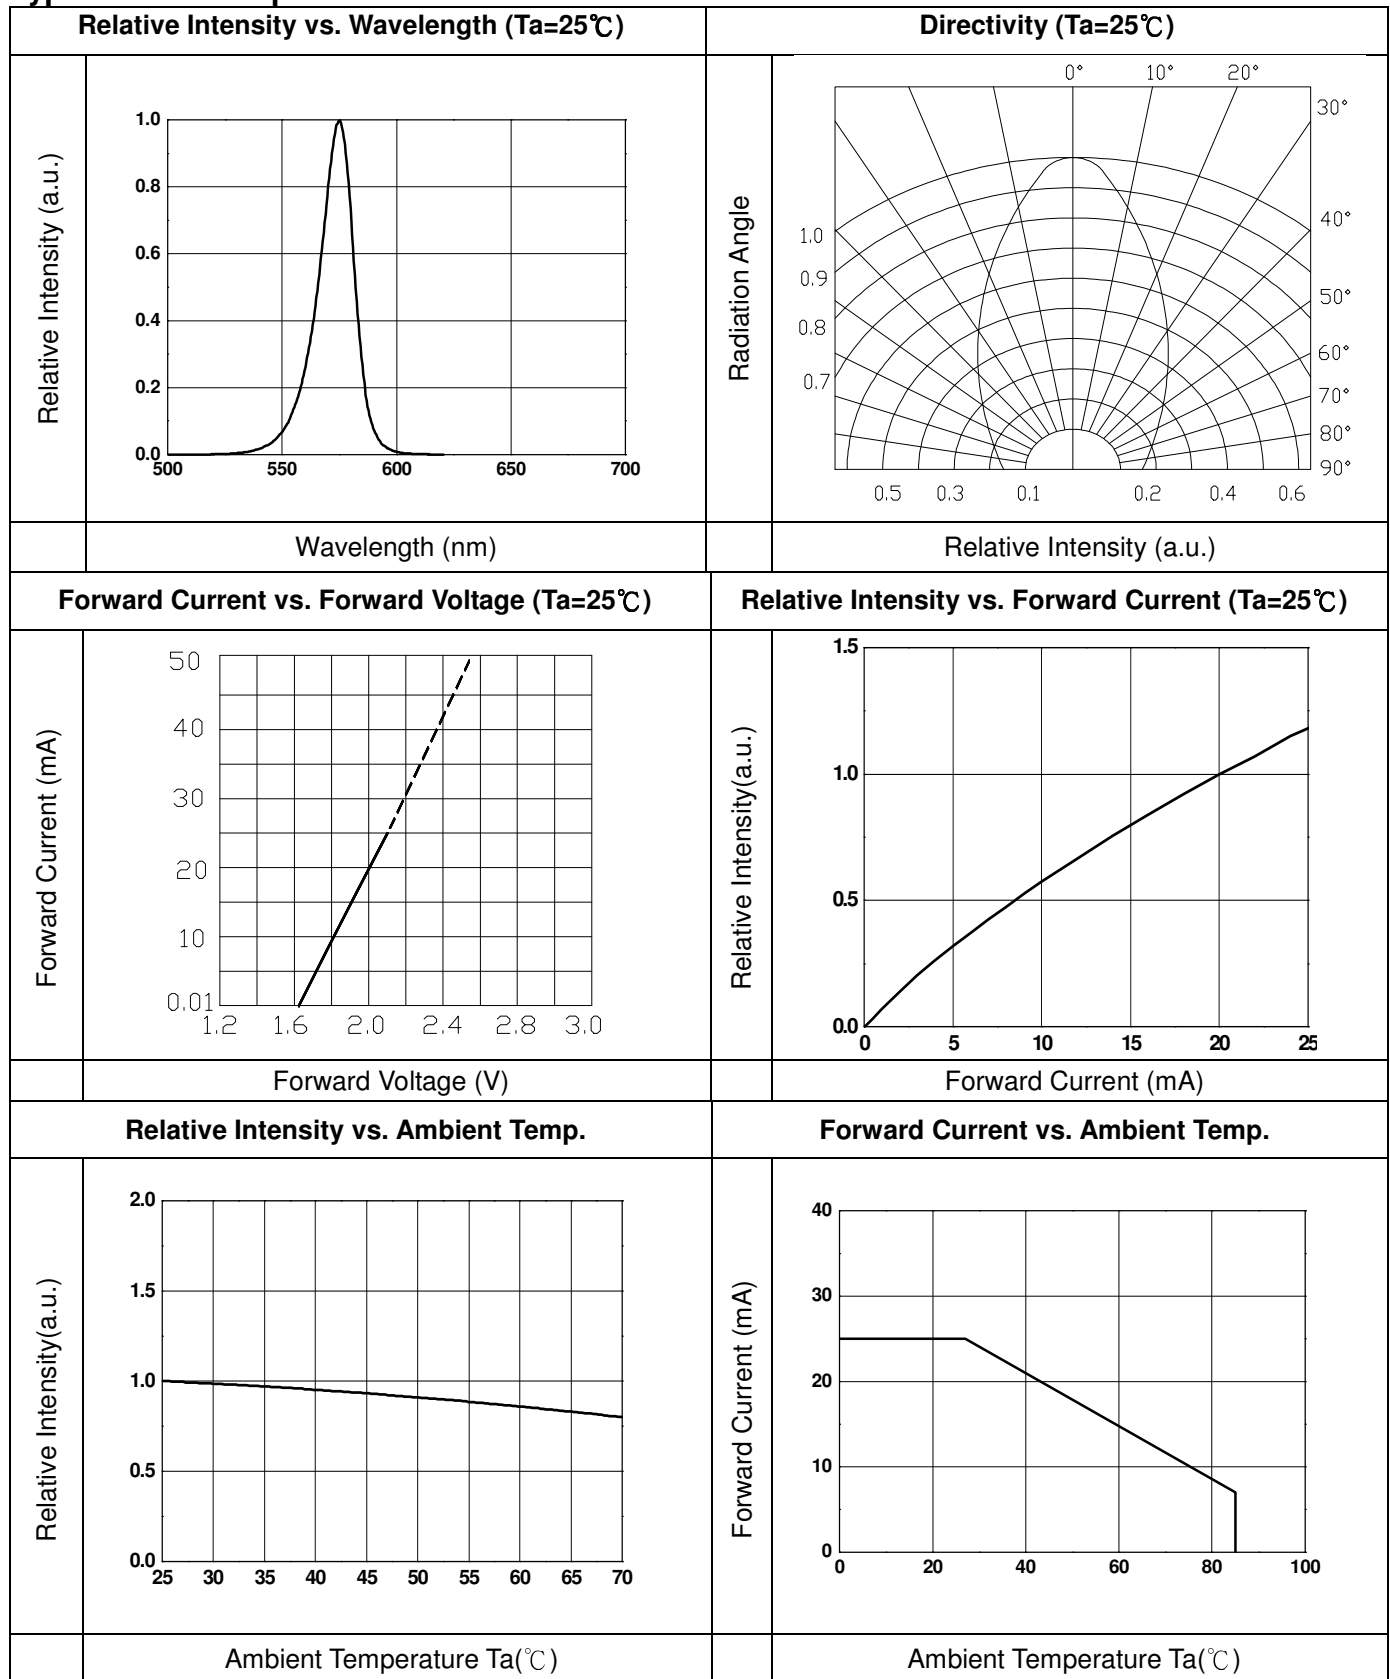 Relative Intensity vs. Wavelength (Ta=25℃)
Relative Intensity (a.u.)
1.0
0.8
0.6
0.4
0.2
0.0
500 550 600 650 700
Wavelength (nm)
Directivity (Ta=25℃)
Radiation Angle
0° 10° 20°
30°
40°
50°
60°
70°
80°
90°
1.0
0.9
0.8
0.7
0.5 0.3 0.1 0.2 0.4 0.6
Relative Intensity (a.u.)
Forward Current vs. Forward Voltage (Ta=25℃)
Forward Current (mA)
50
40
30
20
10
0.01
1.2 1.6 2.0 2.4 2.8 3.0
Forward Voltage (V)
Relative Intensity vs. Forward Current (Ta=25℃)
Relative Intensity(a.u.)
1.5
1.0
0.5
0.0
0 5 10 15 20 25
Forward Current (mA)
Relative Intensity vs. Ambient Temp.
Relative Intensity(a.u.)
2.0
1.5
1.0
0.5
0.0
25 30 35 40 45 50 55 60 65 70
Ambient Temperature Ta(℃)
Forward Current vs. Ambient Temp.
Forward Current (mA)
40
30
20
10
0
0 20 40 60 80 100
Ambient Temperature Ta(℃)